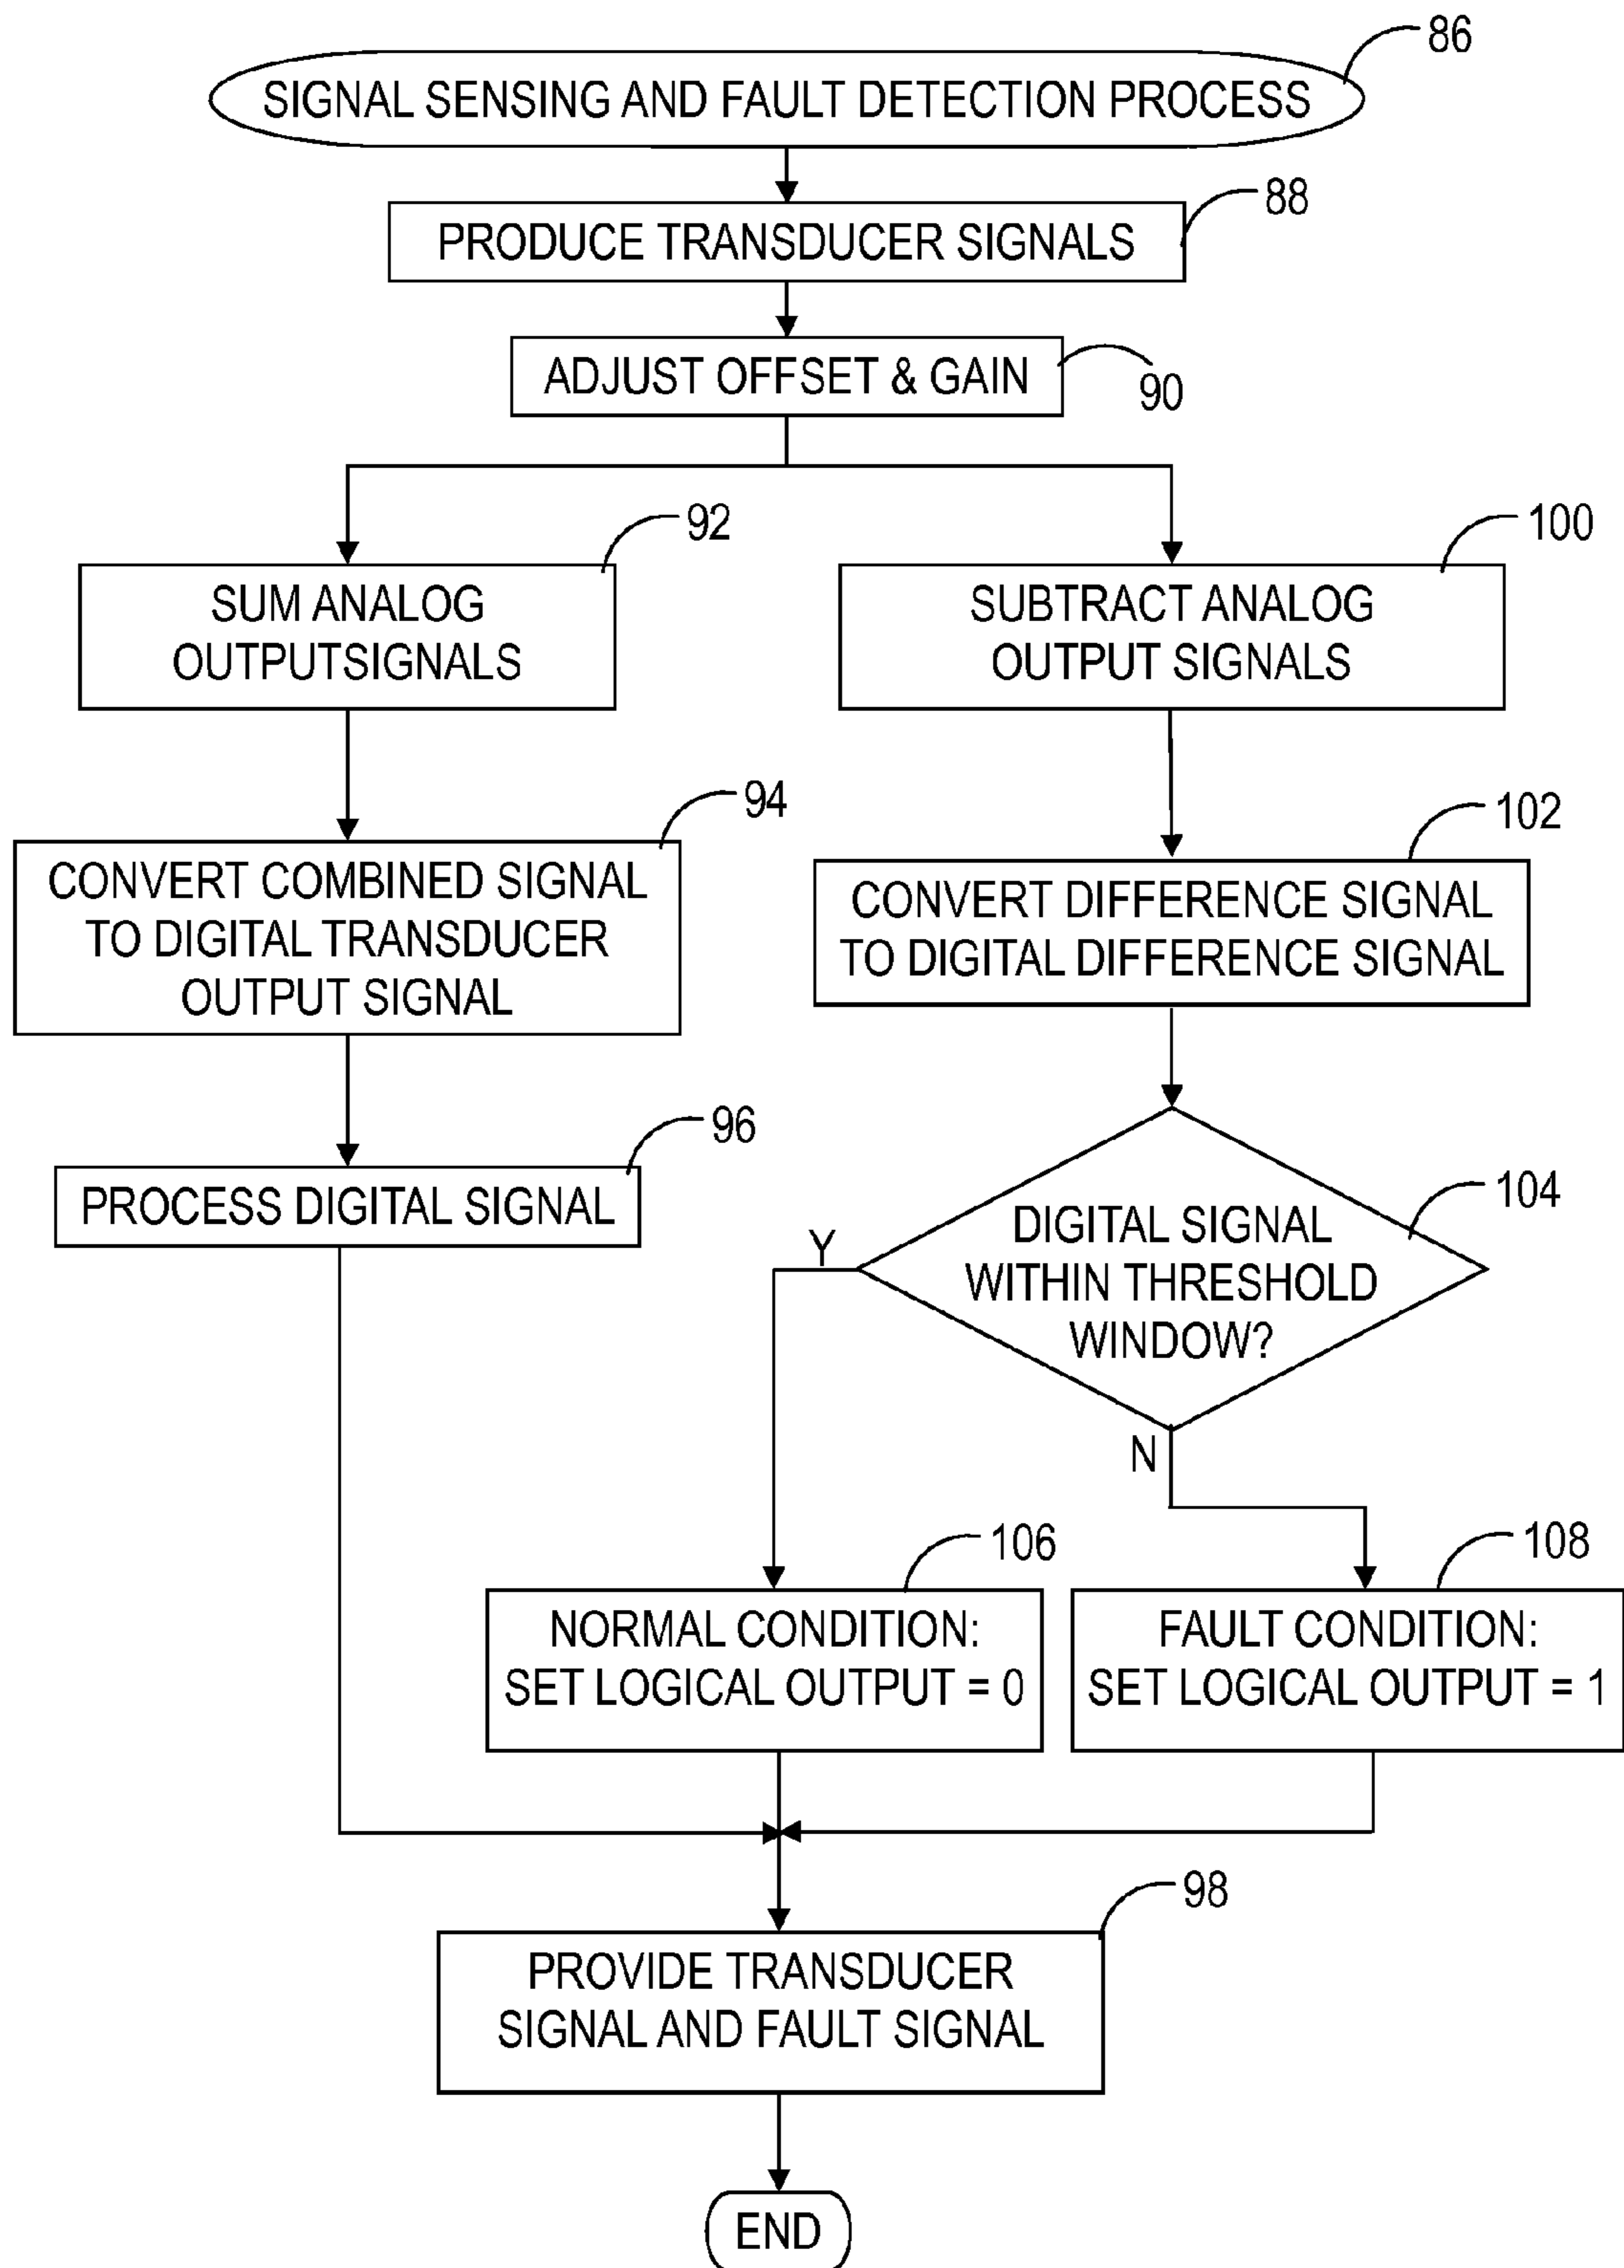 86
SIGNAL SENSING AND FAULT DETECTION PROCESS
88
PRODUCE TRANSDUCER SIGNALS
ADJUST OFFSET & GAIN
90
92
SUM ANALOG
OUTPUTSIGNALS
100
SUBTRACT ANALOG
OUTPUT SIGNALS
94
CONVERT COMBINED SIGNAL
TO DIGITAL TRANSDUCER
OUTPUT SIGNAL
102
CONVERT DIFFERENCE SIGNAL
TO DIGITAL DIFFERENCE SIGNAL
96
PROCESS DIGITAL SIGNAL
104
DIGITAL SIGNAL
WITHIN THRESHOLD
WINDOW?
Y
N
106
NORMAL CONDITION:
SET LOGICAL OUTPUT = 0
108
FAULT CONDITION:
SET LOGICAL OUTPUT = 1
98
PROVIDE TRANSDUCER
SIGNAL AND FAULT SIGNAL
END